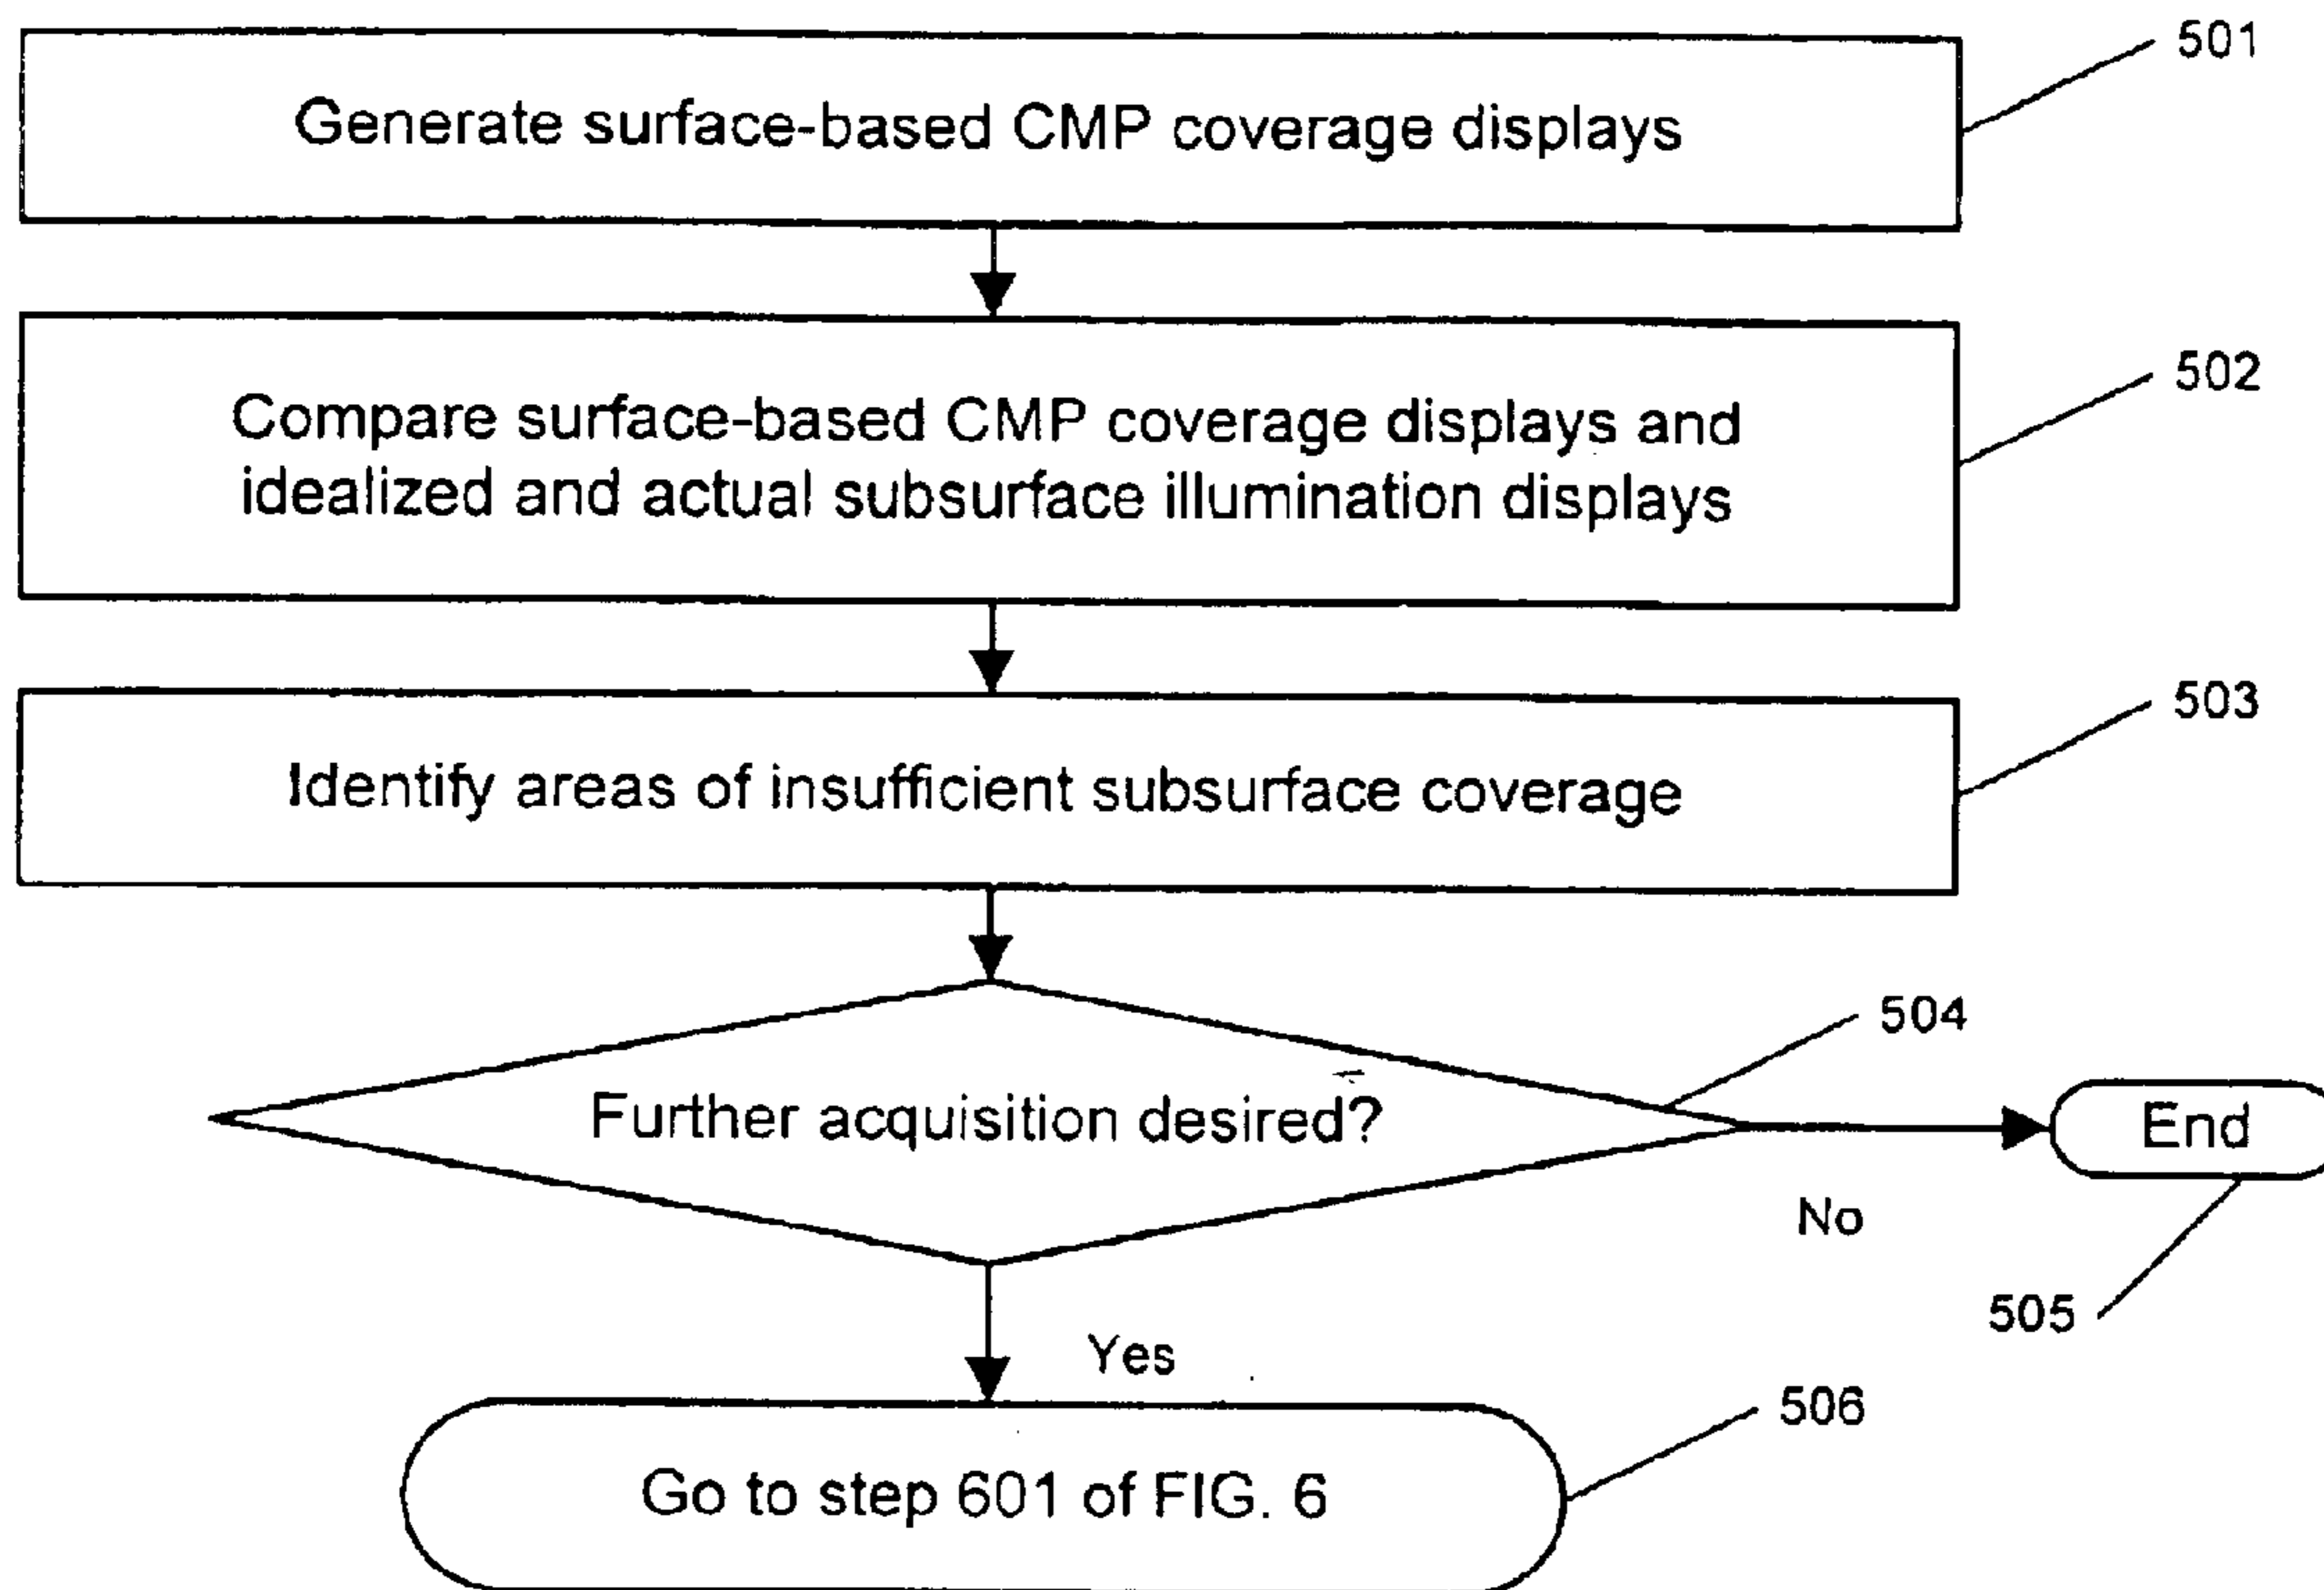 501
Generate surface-based CMP coverage displays
502
Compare surface-based CMP coverage displays and
idealized and actual subsurface illumination displays
503
Identify areas of insufficient subsurface coverage
504
Further acquisition desired?
End
No
505
Yes
506
Go to step 601 of FIG. 6